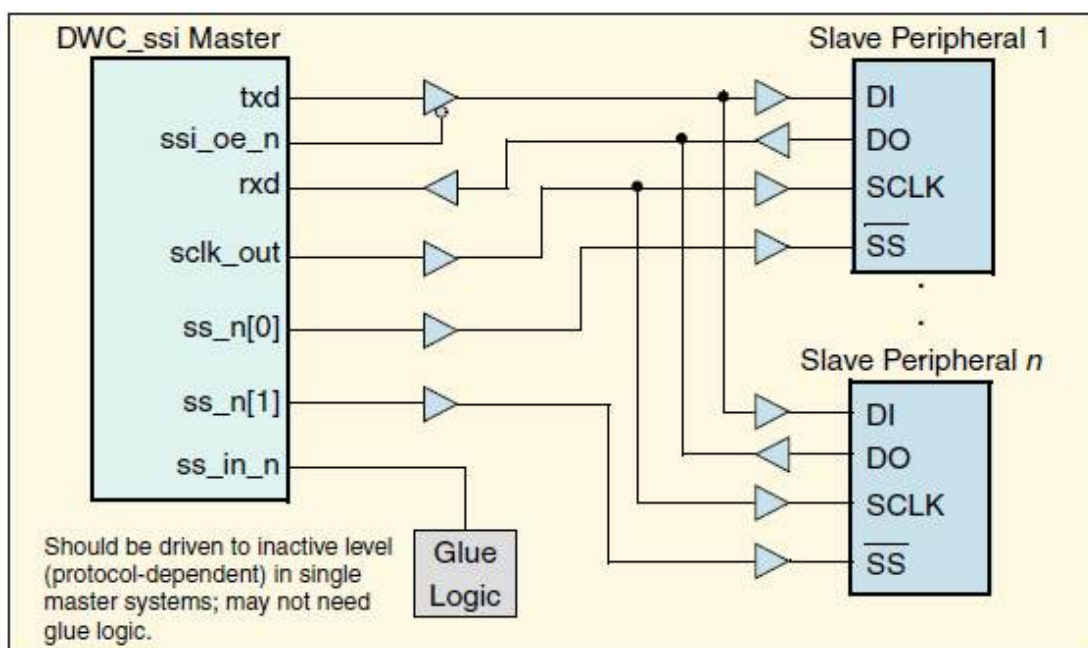 DWC_ssi Master
txd
ssi_oe_n
rxd
sclk_out
ss_n[0]
ss_n[1]
ss_in_n
Should be driven to inactive level
(protocol-dependent) in single
master systems; may not need
glue logic.
Glue
Logic
Slave Peripheral 1
DI
DO
SCLK
SS
Slave Peripheral n
DI
DO
SCLK
SS